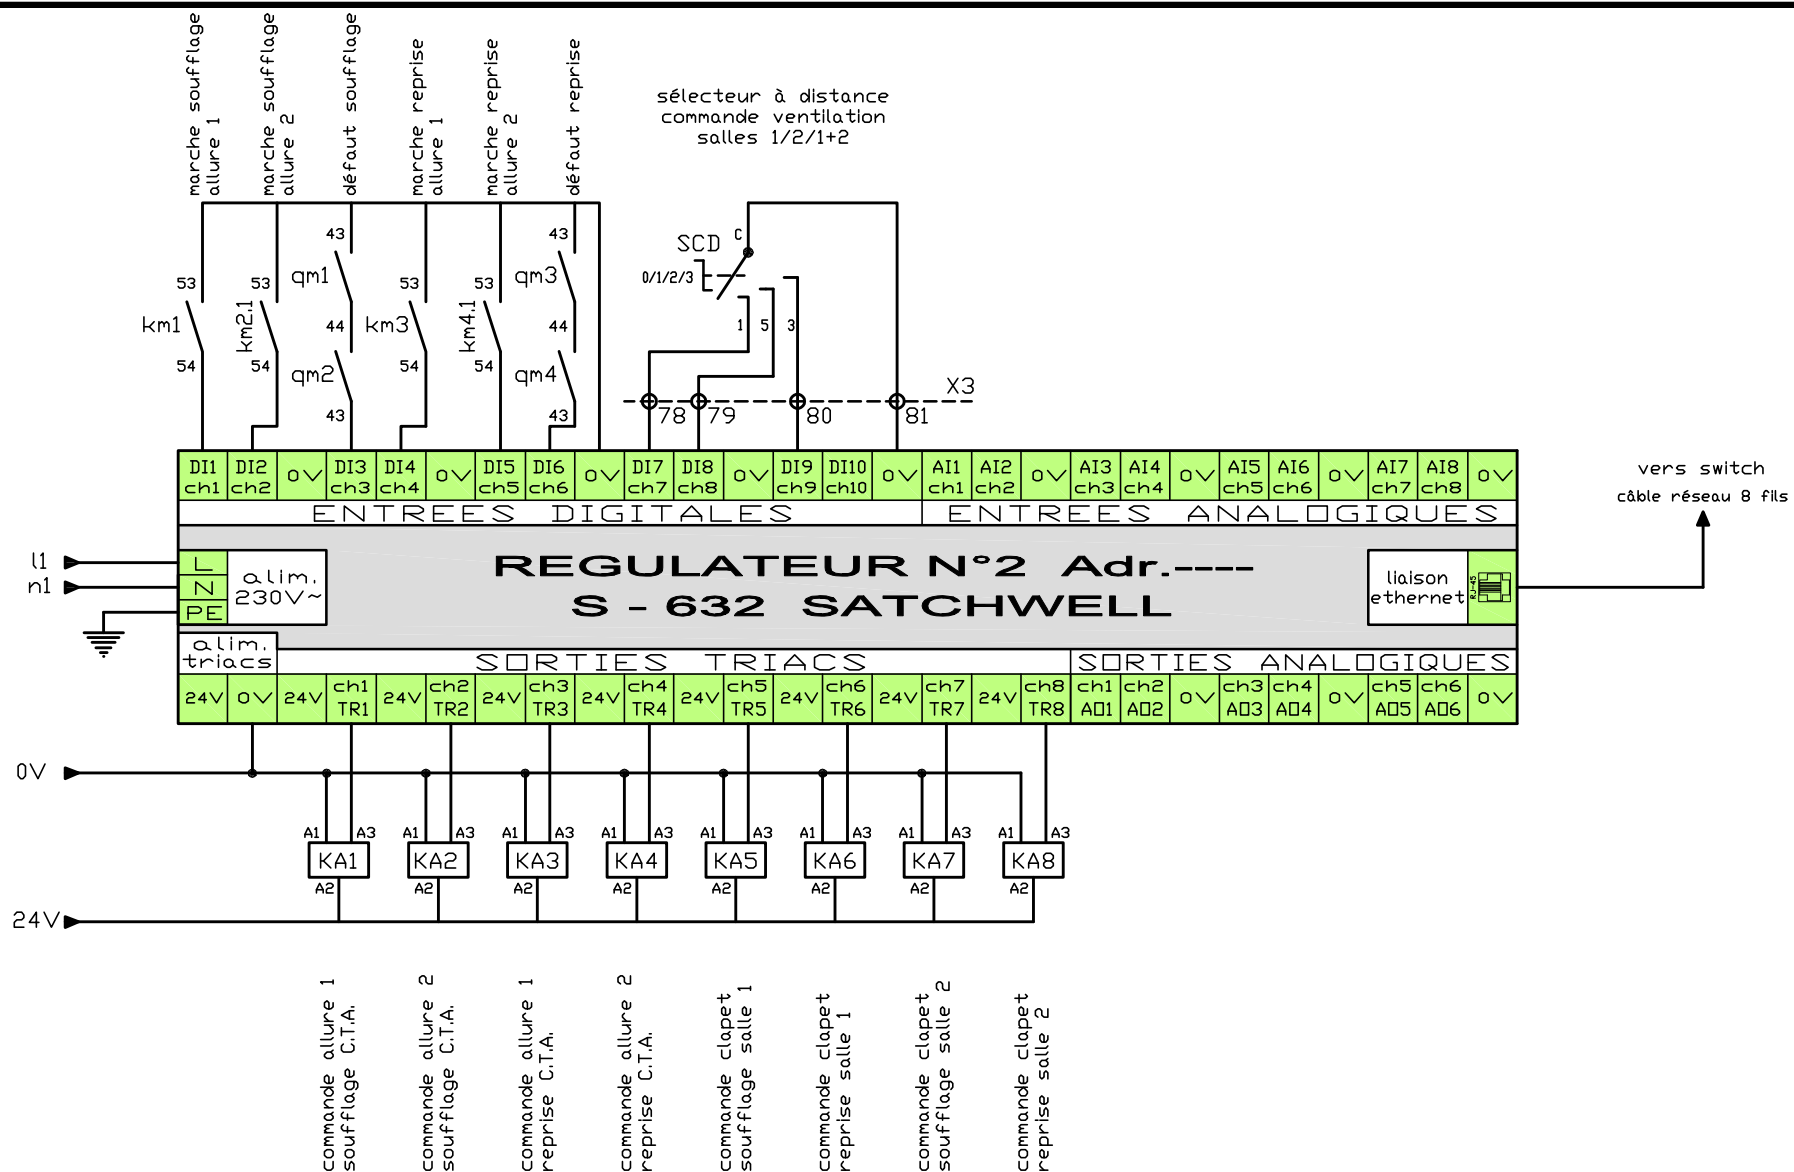 marche soufflage
allure 1
marche soufflage
allure 2
défaut soufflage
marche reprise
allure 1
marche reprise
allure 2
défaut reprise
sélecteur à distance
commande ventilation
salles 1/2/1+2
53
km1
54
53
km2.1
54
43
qm1
44
qm2
43
53
km3
54
53
km4.1
54
43
qm3
44
qm4
43
SCD
C
0/1/2/3
1 5 3
X3
78 79 80 81
DI1 DI2 0V DI3 DI4 0V DI5 DI6 0V DI7 DI8 0V DI9 DI10 0V AI1 AI2 0V AI3 AI4 0V AI5 AI6 0V AI7 AI8 0V
ch1 ch2 ch3 ch4 ch5 ch6 ch7 ch8 ch9 ch10 ch1 ch2 ch3 ch4 ch5 ch6 ch7 ch8
ENTREES DIGITALES ENTREES ANALOGIQUES
vers switch
câble réseau 8 fils
l1
n1
L
N
PE
alim.
230V~
REGULATEUR N°2 Adr.----
S - 632 SATCHWELL
liaison
ethernet
RJ-45
alim.
triacs
SORTIES TRIACS SORTIES ANALOGIQUES
24V 0V 24V ch1 24V ch2 24V ch3 24V ch4 24V ch5 24V ch6 24V ch7 24V ch8 ch1 ch2 0V ch3 ch4 0V ch5 ch6 0V
TR1 TR2 TR3 TR4 TR5 TR6 TR7 TR8 AO1 AO2 AO3 AO4 AO5 AO6
0V
A1 A3 A1 A3 A1 A3 A1 A3 A1 A3 A1 A3 A1 A3 A1 A3
KA1 KA2 KA3 KA4 KA5 KA6 KA7 KA8
A2 A2 A2 A2 A2 A2 A2 A2
24V
commande allure 1
soufflage C.T.A.
commande allure 2
soufflage C.T.A.
commande allure 1
reprise C.T.A.
commande allure 2
reprise C.T.A.
commande clapet
soufflage salle 1
commande clapet
reprise salle 1
commande clapet
soufflage salle 2
commande clapet
reprise salle 2